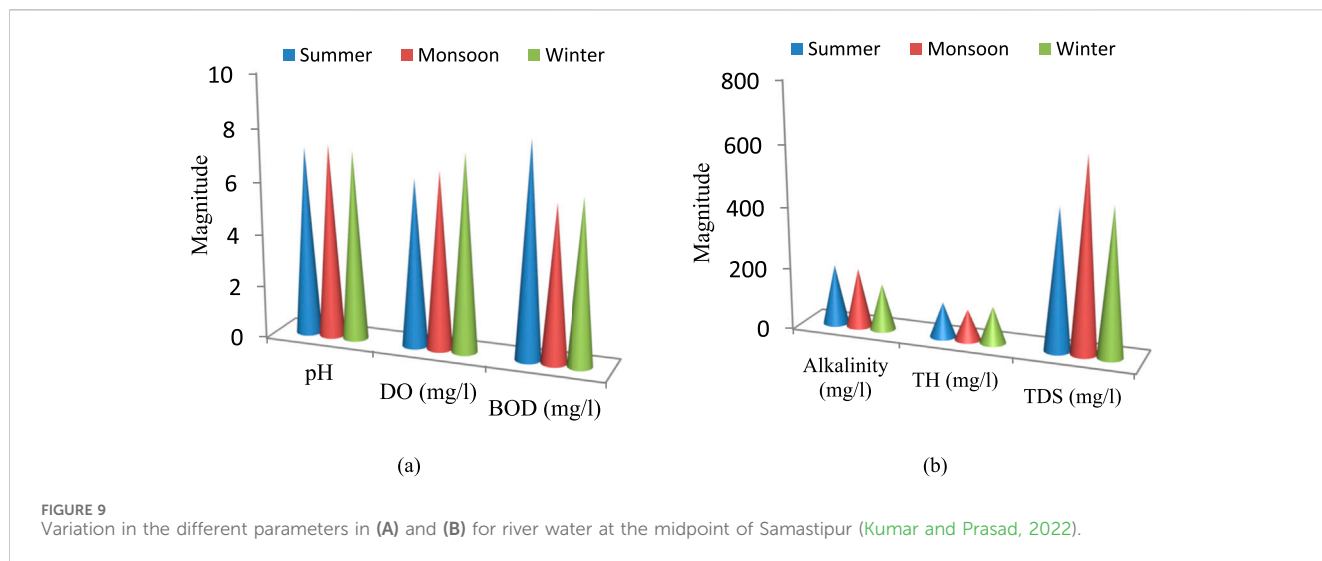 Summer Monsoon Winter
10
8
6
4
2
0
Magnitude
pH
DO (mg/l)
BOD (mg/l)
(a)
Summer Monsoon Winter
800
600
400
200
0
Magnitude
Alkalinity
(mg/l)
TH (mg/l)
TDS (mg/l)
(b)
FIGURE 9
Variation in the different parameters in (A) and (B) for river water at the midpoint of Samastipur (Kumar and Prasad, 2022).